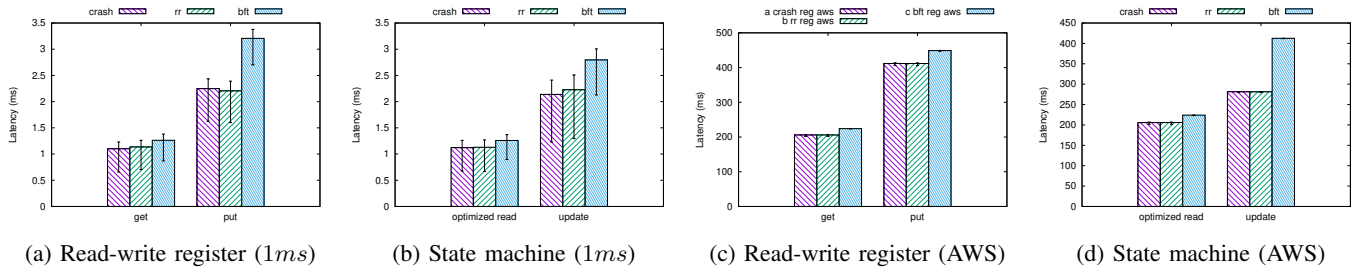 crash rr bft
4
3.5
3
2.5
2
1.5
1
0.5
0
Latency (ms)
get put
(a) Read-write register (1ms)
crash rr bft
4
3.5
3
2.5
2
1.5
1
0.5
0
Latency (ms)
optimized read update
(b) State machine (1ms)
a crash reg aws c bft reg aws
b rr reg aws
500
400
300
200
100
0
Latency (ms)
get put
(c) Read-write register (AWS)
crash rr bft
450
400
350
300
250
200
150
100
50
0
Latency (ms)
optimized read update
(d) State machine (AWS)